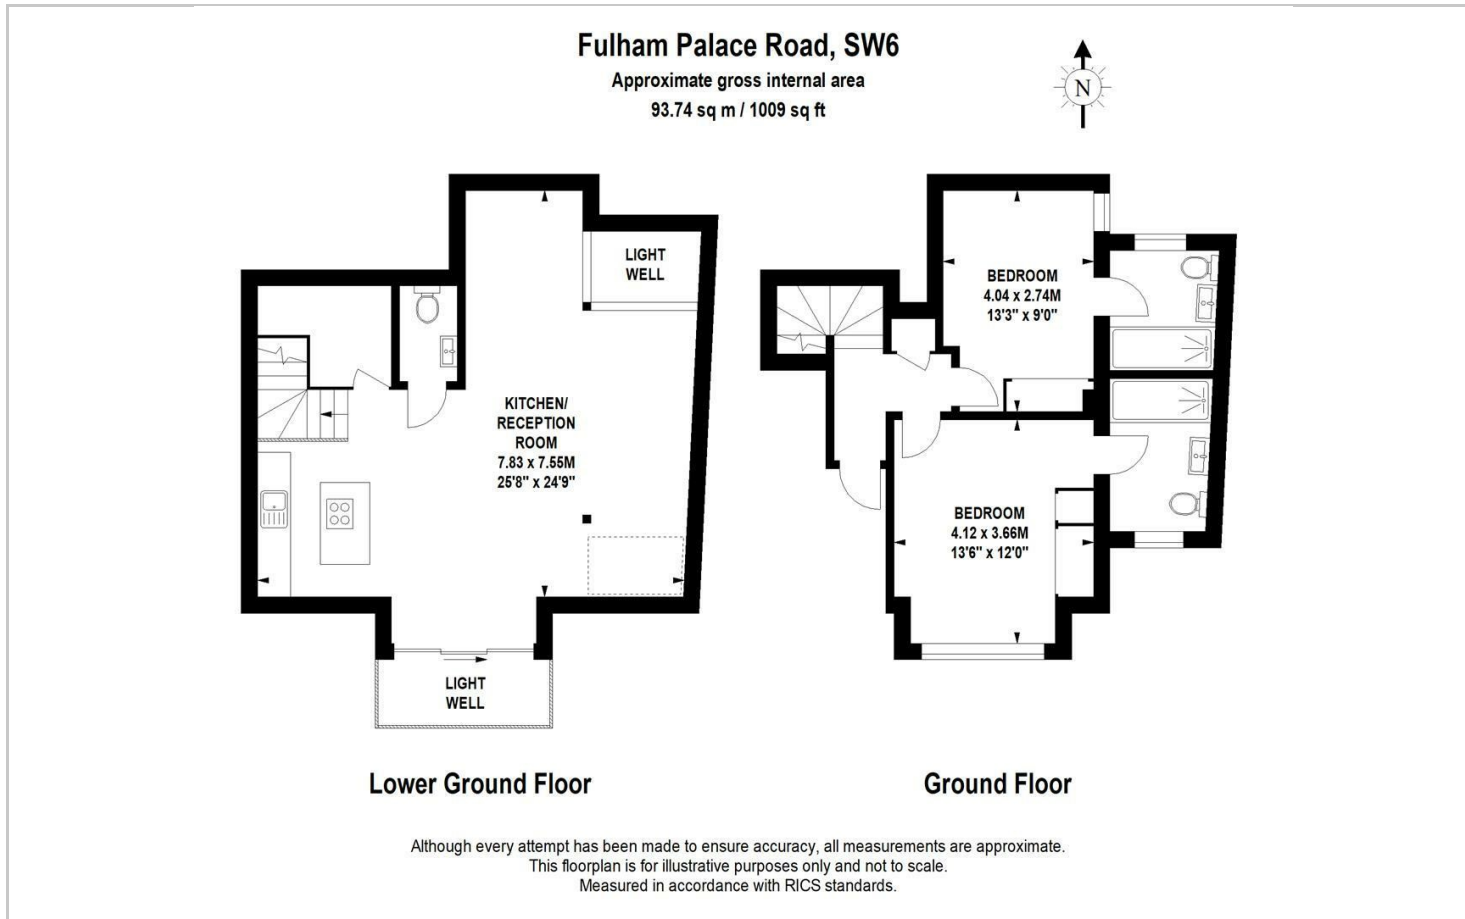 Fulham Palace Road, SW6
Approximate gross internal area
93.74 sq m / 1009 sq ft
N
LIGHT
WELL
KITCHEN/
RECEPTION
ROOM
7.83 x 7.55M
25'8" x 24'9"
LIGHT
WELL
Lower Ground Floor
BEDROOM
4.04 x 2.74M
13'3" x 9'0"
BEDROOM
4.12 x 3.66M
13'6" x 12'0"
Ground Floor
Although every attempt has been made to ensure accuracy, all measurements are approximate.
This floorplan is for illustrative purposes only and not to scale.
Measured in accordance with RICS standards.